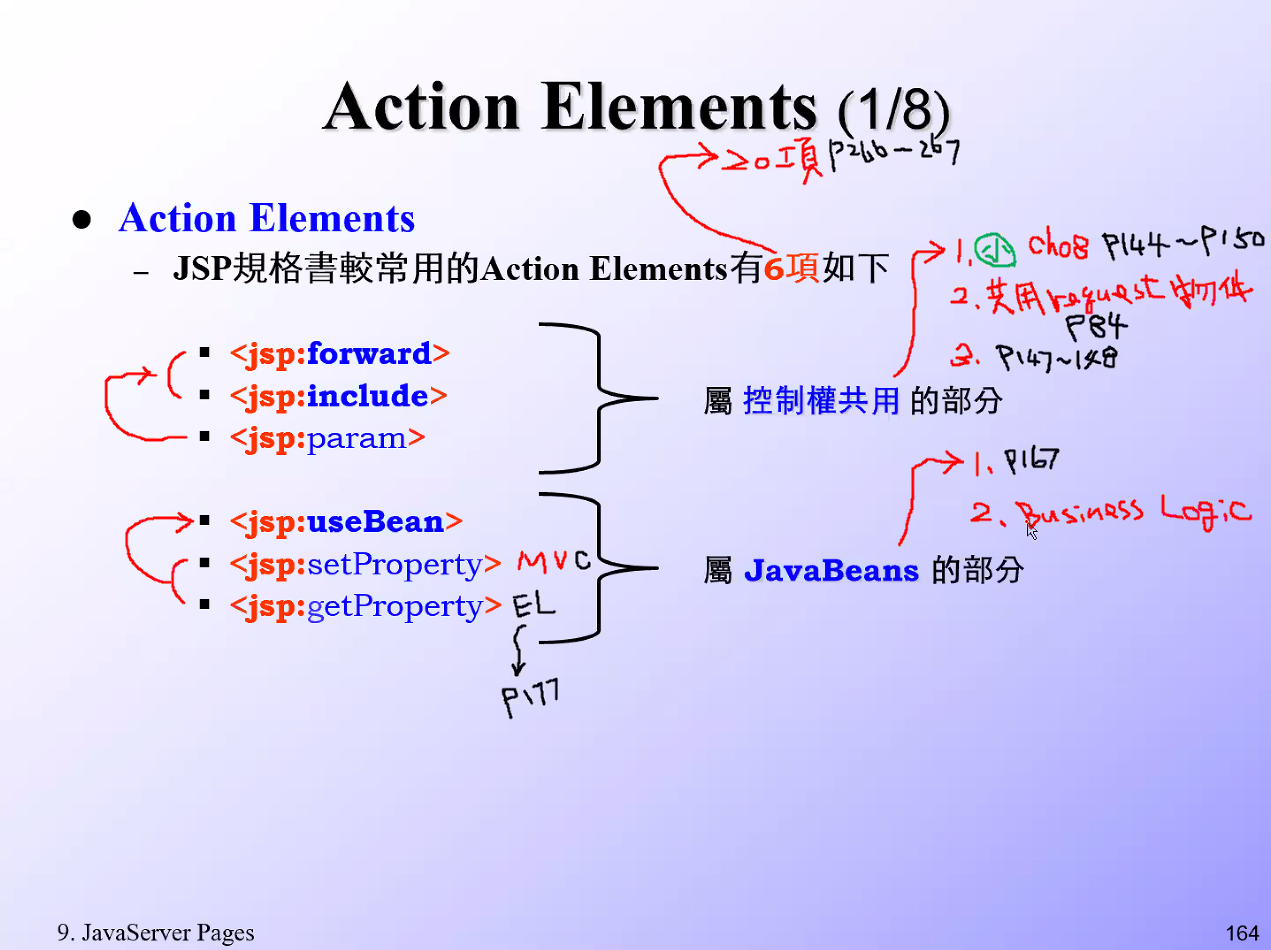 Action Elements (1/8)
20項 P266-267
● Action Elements
– JSP規格書較常用的Action Elements有6項如下
1. 小 Ch08 P144～P150
2. 共用request物件
P84
3. P147~148
▪ <jsp:forward>
▪ <jsp:include>
▪ <jsp:param>
屬 控制權共用 的部分
1. P167
2. Business Logic
▪ <jsp:useBean>
▪ <jsp:setProperty> MVC
▪ <jsp:getProperty> EL
屬 JavaBeans 的部分
P177
9. JavaServer Pages
164